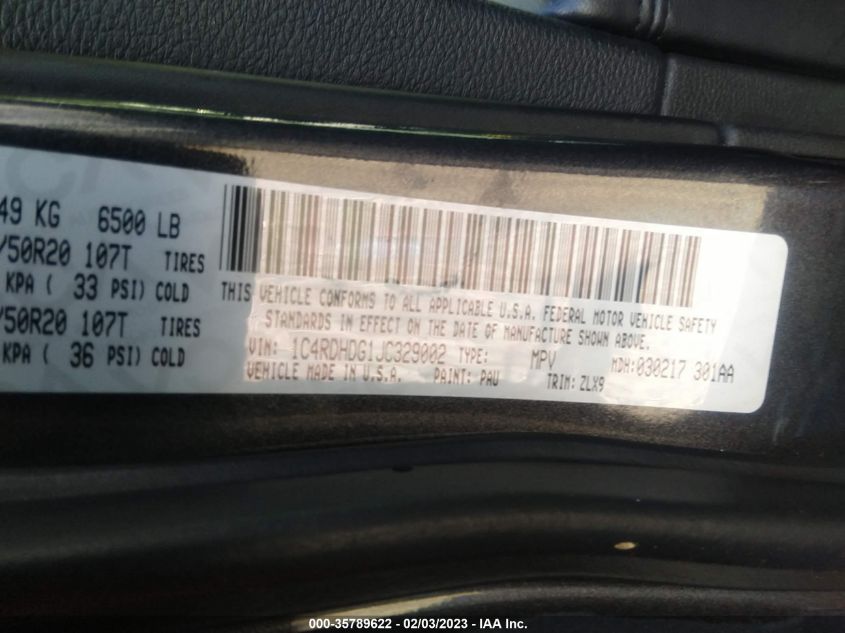 49 KG 6500 LB
/50R20 107T TIRES
KPA ( 33 PSI) COLD
/50R20 107T TIRES
KPA ( 36 PSI) COLD
THIS VEHICLE CONFORMS TO ALL APPLICABLE U.S.A. FEDERAL MOTOR VEHICLE SAFETY
STANDARDS IN EFFECT ON THE DATE OF MANUFACTURE SHOWN ABOVE.
VIN: 1C4RDHDG1JC329002 TYPE: MPV MDH:030217 301AA
VEHICLE MADE IN U.S.A. PAINT: PAU TRIM: ZLX9
000-35789622 - 02/03/2023 - IAA Inc.